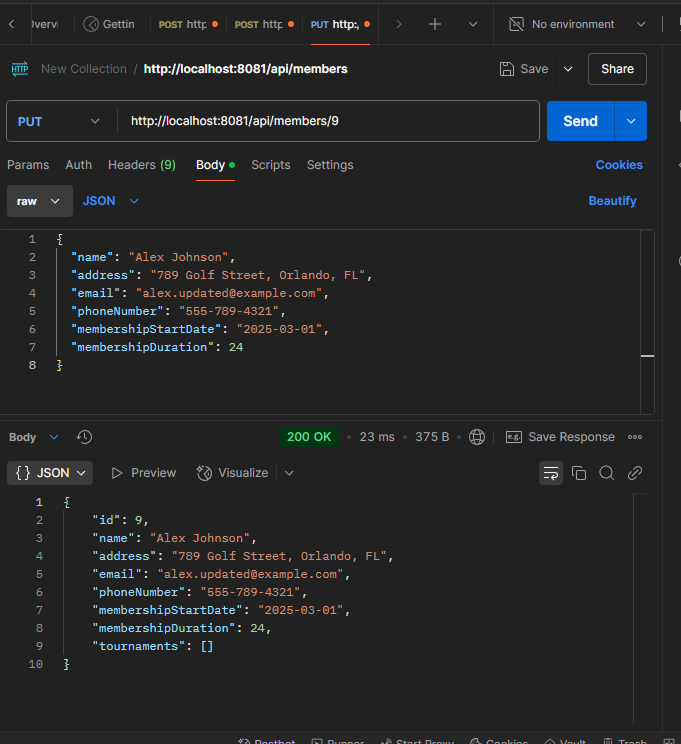 Overvi Gettin POST http POST http PUT http:, No environment
HTTP New Collection / http://localhost:8081/api/members Save Share
PUT http://localhost:8081/api/members/9 Send
Params Auth Headers (9) Body Scripts Settings Cookies
raw JSON Beautify
1 {
2 "name": "Alex Johnson",
3 "address": "789 Golf Street, Orlando, FL",
4 "email": "alex.updated@example.com",
5 "phoneNumber": "555-789-4321",
6 "membershipStartDate": "2025-03-01",
7 "membershipDuration": 24
8 }
Body 200 OK 23 ms 375 B e.g. Save Response
{} JSON Preview Visualize
1 {
2 "id": 9,
3 "name": "Alex Johnson",
4 "address": "789 Golf Street, Orlando, FL",
5 "email": "alex.updated@example.com",
6 "phoneNumber": "555-789-4321",
7 "membershipStartDate": "2025-03-01",
8 "membershipDuration": 24,
9 "tournaments": []
10 }
Postbot Runner Start Proxy Cookies Vault Trash